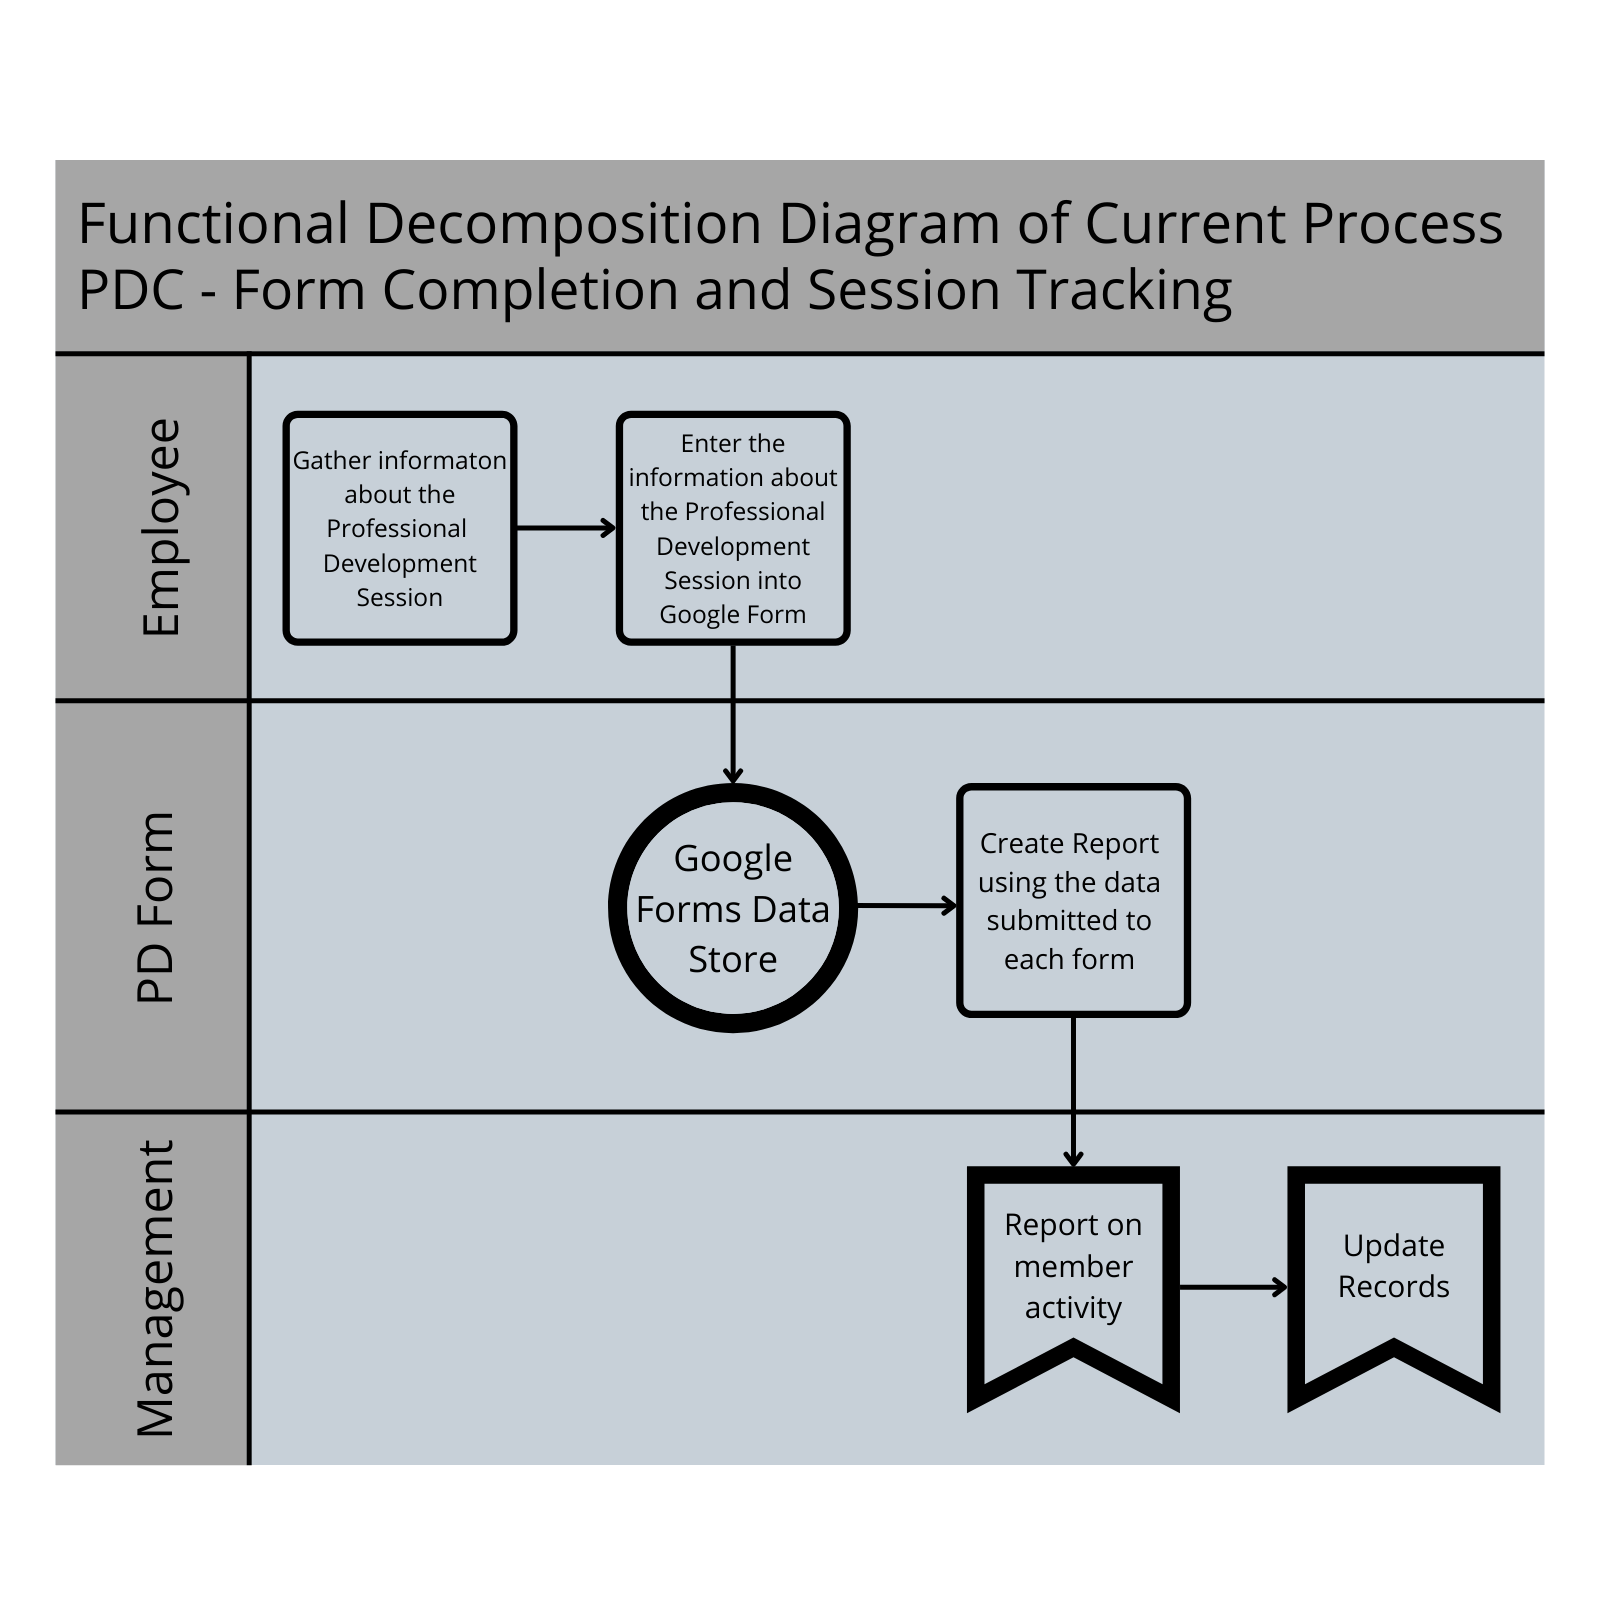 Functional Decomposition Diagram of Current Process
PDC - Form Completion and Session Tracking
Employee
Gather informaton
about the
Professional
Development
Session
Enter the
information about
the Professional
Development
Session into
Google Form
PD Form
Google
Forms Data
Store
Create Report
using the data
submitted to
each form
Management
Report on
member
activity
Update
Records